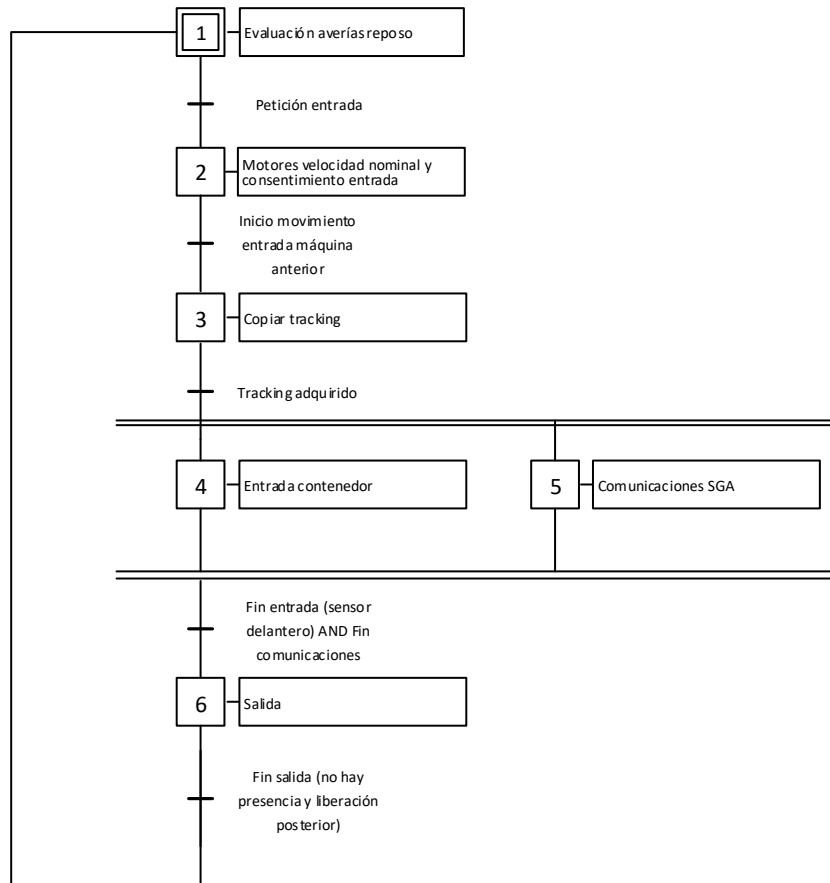 1
Evaluación averías reposo
Petición entrada
2
Motores velocidad nominal y
consentimiento entrada
Inicio movimiento
entrada máquina
anterior
3
Copiar tracking
Tracking adquirido
4
Entrada contenedor
5
Comunicaciones SGA
Fin entrada (sensor
delantero) AND Fin
comunicaciones
6
Salida
Fin salida (no hay
presencia y liberación
posterior)